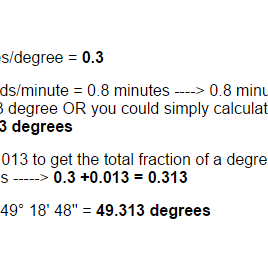 s/degree = 0.3
ds/minute = 0.8 minutes ----> 0.8 minu
3 degree OR you could simply calculat
3 degrees
013 to get the total fraction of a degre
s -----> 0.3 +0.013 = 0.313
49° 18' 48" = 49.313 degrees